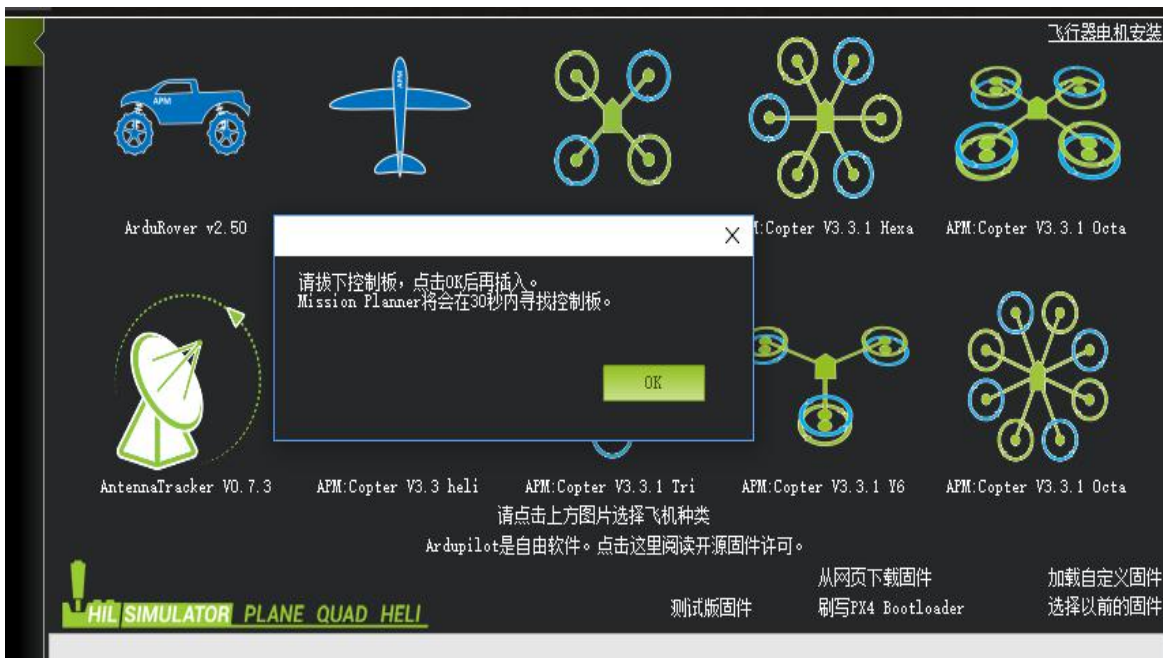 飞行器电机安装
APM
APM
ArduRover v2.50
M:Copter V3.3.1 Hexa
APM:Copter V3.3.1 Octa
请拔下控制板，点击OK后再插入。
Mission Planner将会在30秒内寻找控制板。
OK
AntennaTracker V0.7.3
APM:Copter V3.3 heli
APM:Copter V3.3.1 Tri
APM:Copter V3.3.1 Y6
APM:Copter V3.3.1 Octa
请点击上方图片选择飞机种类
Ardupilot是自由软件。点击这里阅读开源固件许可。
从网页下载固件
加载自定义固件
HIL SIMULATOR PLANE QUAD HELI
测试版固件
刷写PX4 Bootloader
选择以前的固件